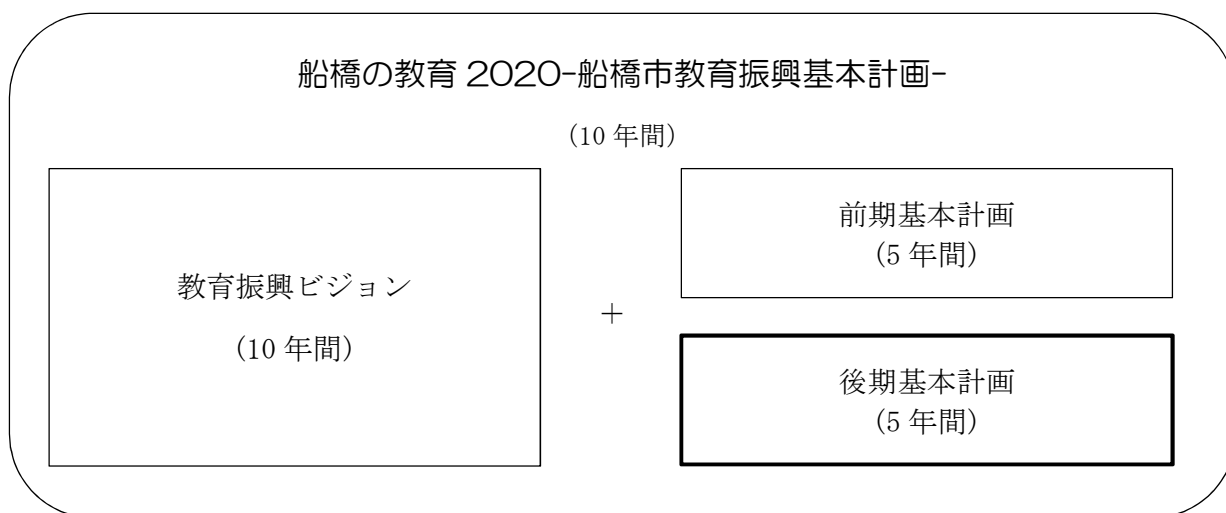 船橋の教育 2020-船橋市教育振興基本計画-
(10 年間)
教育振興ビジョン
(10 年間)
+
前期基本計画
(5 年間)
後期基本計画
(5 年間)